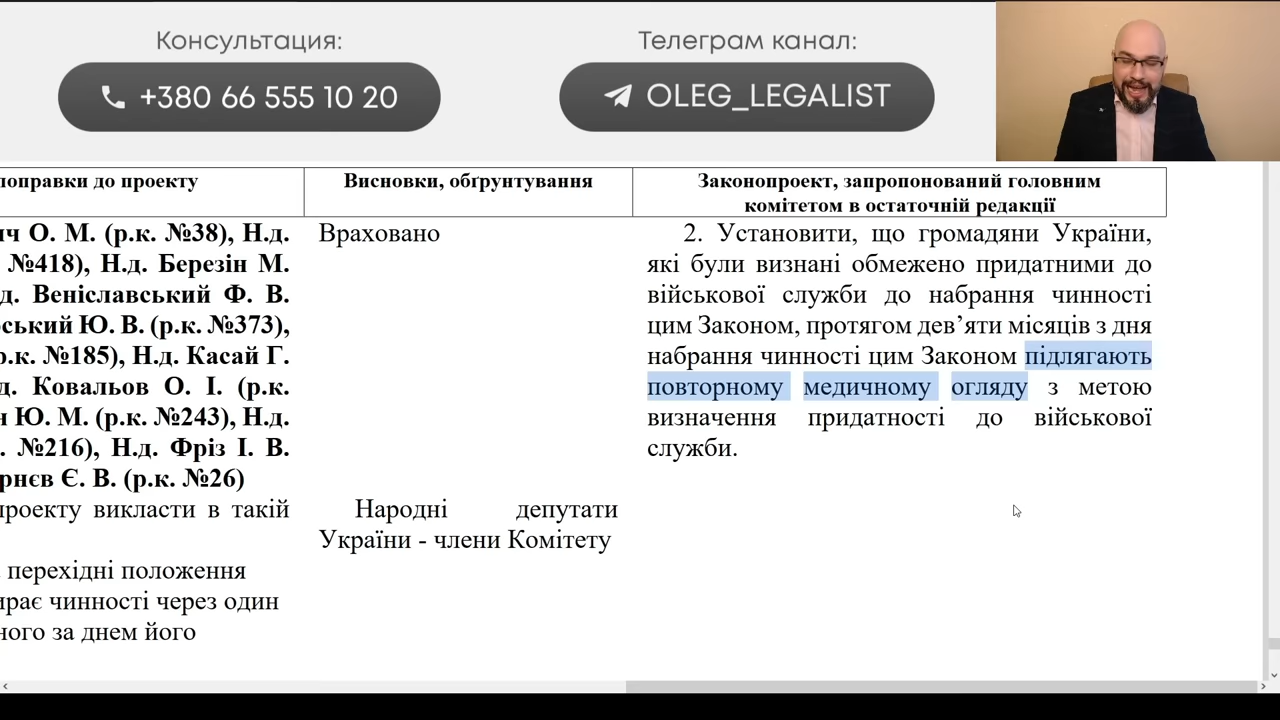 Консультация:
Телеграм канал:
+380 66 555 10 20
OLEG_LEGALIST
поправки до проекту
О. М. (р.к. №38), Н.д.
№418), Н.д. Березін М.
Веніславський Ф. В.
Ю. В. (р.к. №373),
№185), Н.д. Касай Г.
Ковальов О. І. (р.к.
Ю. М. (р.к. №243), Н.д.
№216), Н.д. Фріз І. В.
Є. В. (р.к. №26)
проекту викласти в такій
перехідні положення
чинності через один
за днем його
Висновки, обґрунтування
Враховано
Народні депутати
України - члени Комітету
Законопроект, запропонований головним
комітетом в остаточній редакції
2. Установити, що громадяни України,
які були визнані обмежено придатними до
військової служби до набрання чинності
цим Законом, протягом дев’яти місяців з дня
набрання чинності цим Законом підлягають
повторному медичному огляду з метою
визначення придатності до військової
служби.